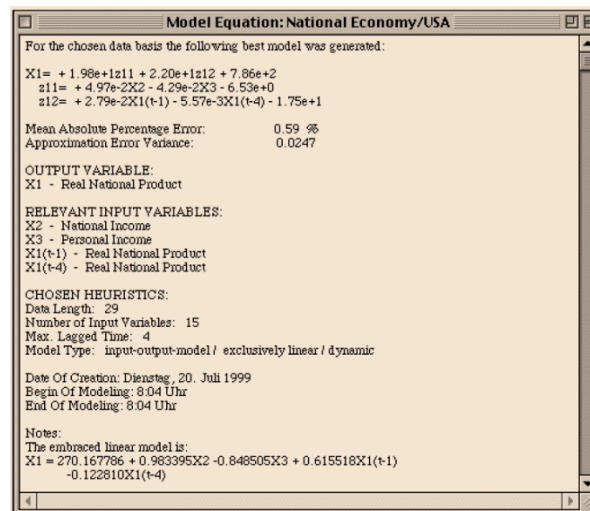 Model Equation: National Economy/USA
For the chosen data basis the following best model was generated:
X1= + 1.98e+1z11 + 2.20e+1z12 + 7.86e+2
z11= + 4.97e-2X2 - 4.29e-2X3 - 6.53e+0
z12= + 2.79e-2X1(t-1) - 5.57e-3X1(t-4) - 1.75e+1
Mean Absolute Percentage Error: 0.59 %
Approximation Error Variance: 0.0247
OUTPUT VARIABLE:
X1 - Real National Product
RELEVANT INPUT VARIABLES:
X2 - National Income
X3 - Personal Income
X1(t-1) - Real National Product
X1(t-4) - Real National Product
CHOSEN HEURISTICS:
Data Length: 29
Number of Input Variables: 15
Max. Lagged Time: 4
Model Type: input-output-model / exclusively linear / dynamic
Date Of Creation: Dienstag, 20. Juli 1999
Begin Of Modeling: 8:04 Uhr
End Of Modeling: 8:04 Uhr
Notes:
The embraced linear model is:
X1 = 270.167786 + 0.983395X2 -0.848505X3 + 0.615518X1(t-1)
-0.122810X1(t-4)